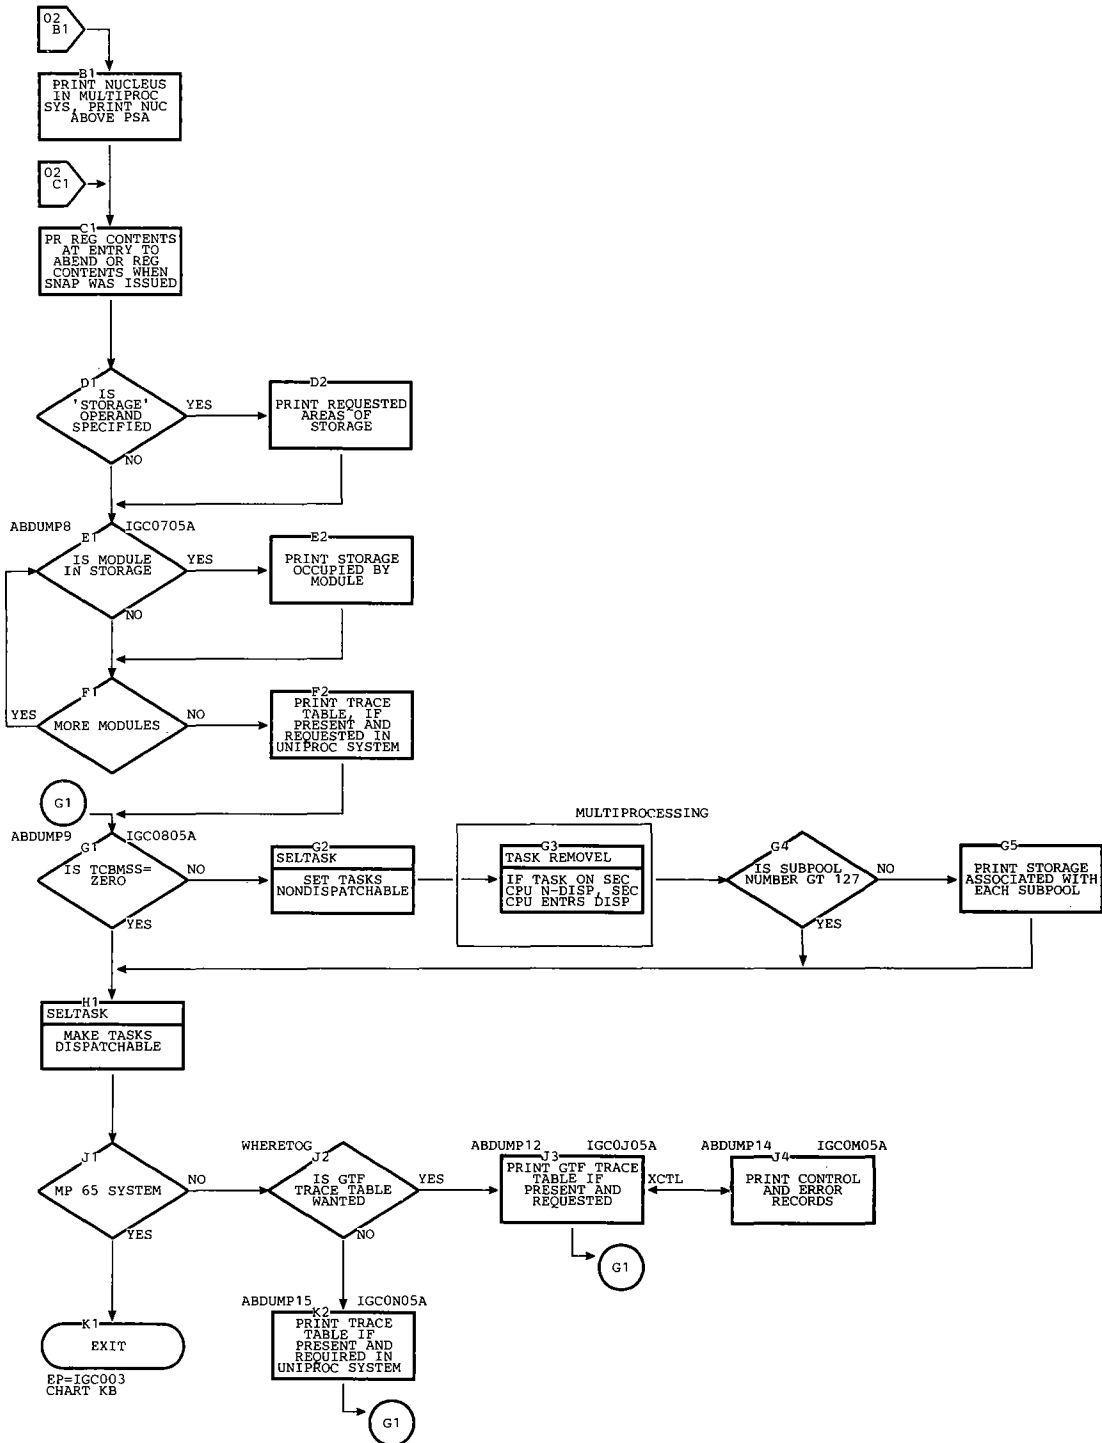 02
B1
B1
PRINT NUCLEUS
IN MULTIPROC
SYS, PRINT NUC
ABOVE PSA
02
C1
C1
PR REG CONTENTS
AT ENTRY TO
ABEND OR REG
CONTENTS WHEN
SNAP WAS ISSUED
D1
IS
'STORAGE'
OPERAND
SPECIFIED
YES
NO
D2
PRINT REQUESTED
AREAS OF
STORAGE
ABDUMP8
IGC0705A
E1
IS MODULE
IN STORAGE
YES
NO
E2
PRINT STORAGE
OCCUPIED BY
MODULE
F1
MORE MODULES
YES
NO
F2
PRINT TRACE
TABLE, IF
PRESENT AND
REQUESTED IN
UNIPROC SYSTEM
G1
ABDUMP9
IGC0805A
G1
IS TCBMSS=
ZERO
NO
YES
G2
SELTASK
SET TASKS
NONDISPATCHABLE
MULTIPROCESSING
G3
TASK REMOVEL
IF TASK ON SEC
CPU N-DISP, SEC
CPU ENTRS DISP
G4
IS SUBPOOL
NUMBER GT 127
NO
YES
G5
PRINT STORAGE
ASSOCIATED WITH
EACH SUBPOOL
H1
SELTASK
MAKE TASKS
DISPATCHABLE
J1
MP 65 SYSTEM
NO
YES
WHERETOG
J2
IS GTF
TRACE TABLE
WANTED
YES
NO
ABDUMP12
IGC0J05A
J3
PRINT GTF TRACE
TABLE IF
PRESENT AND
REQUESTED
XCTL
ABDUMP14
IGC0M05A
J4
PRINT CONTROL
AND ERROR
RECORDS
G1
K1
EXIT
EP=IGC003
CHART KB
ABDUMP15
IGC0N05A
K2
PRINT TRACE
TABLE IF
PRESENT AND
REQUIRED IN
UNIPROC SYSTEM
G1